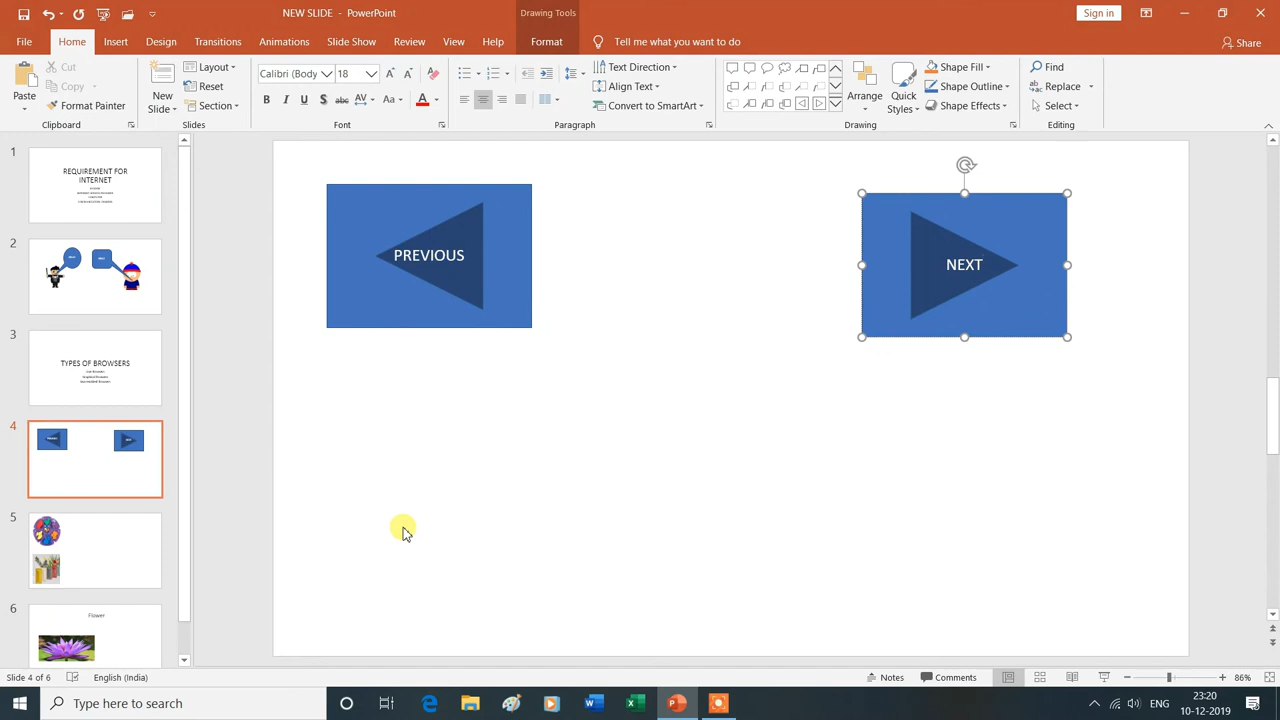 NEW SLIDE - PowerPoint
Drawing Tools
Sign in
File
Home
Insert
Design
Transitions
Animations
Slide Show
Review
View
Help
Format
Tell me what you want to do
Share
Paste
Cut
Copy
Format Painter
Clipboard
New
Slide
Layout
Reset
Section
Slides
Calibri (Body
18
B I U S abc AV Aa A
Font
Text Direction
Align Text
Convert to SmartArt
Paragraph
Arrange
Quick
Styles
Shape Fill
Shape Outline
Shape Effects
Drawing
Find
Replace
Select
Editing
1
REQUIREMENT FOR
INTERNET
2
3
TYPES OF BROWSERS
4
5
6
Flower
PREVIOUS
NEXT
Slide 4 of 6
English (India)
Notes
Comments
86%
Type here to search
ENG
23:20
10-12-2019